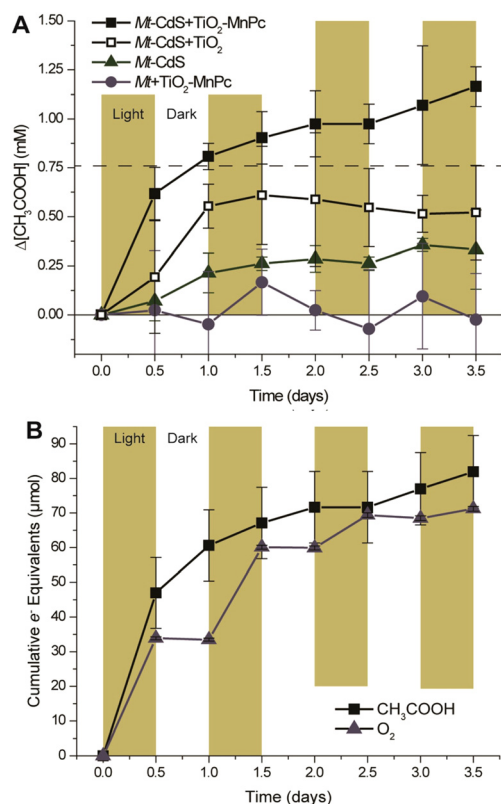 A
Mt-CdS+TiO₂-MnPc
Mt-CdS+TiO₂
Mt-CdS
Mt+TiO₂-MnPc
Light Dark
Δ[CH₃COOH] (mM)
1.50
1.25
1.00
0.75
0.50
0.25
0.00
0.0 0.5 1.0 1.5 2.0 2.5 3.0 3.5
Time (days)
B
Light Dark
Cumulative e⁻ Equivalents (μmol)
90
80
70
60
50
40
30
20
10
0
CH₃COOH
O₂
0.0 0.5 1.0 1.5 2.0 2.5 3.0 3.5
Time (days)